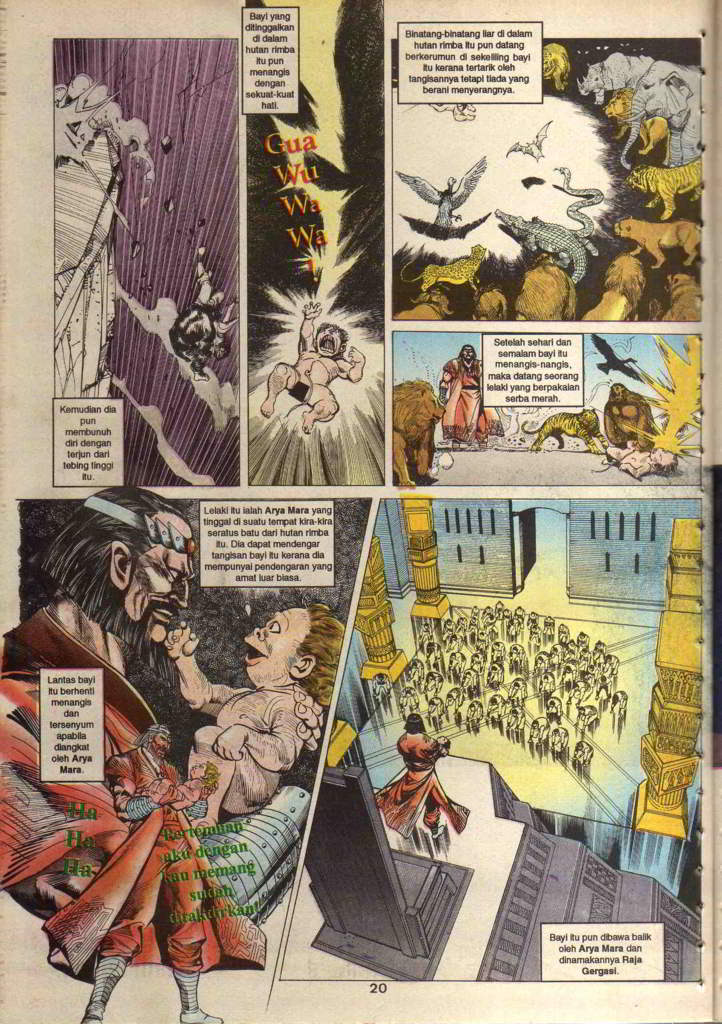 Kemudian dia
pun
membunuh
diri dengan
terjun dari
tebing tinggi
itu.
Bayi yang
ditinggalkan
di dalam
hutan rimba
itu pun
menangis
dengan
sekuat-kuat
hati.
Gua
Wu
Wa
Wa
!
Binatang-binatang liar di dalam
hutan rimba itu pun datang
berkerumun di sekeliling bayi
itu kerana tertarik oleh
tangisannya tetapi tiada yang
berani menyerangnya.
Setelah sehari dan
semalam bayi itu
menangis-nangis,
maka datang seorang
lelaki yang berpakaian
serba merah.
Lelaki itu ialah Arya Mara yang
tinggal di suatu tempat kira-kira
seratus batu dari hutan rimba
itu. Dia dapat mendengar
tangisan bayi itu kerana dia
mempunyai pendengaran yang
amat luar biasa.
Lantas bayi
itu berhenti
menangis
dan
tersenyum
apabila
diangkat
oleh Arya
Mara.
Ha
Ha
Ha
Pertemuan
aku dengan
kau memang
sudah
ditakdirkan!
Bayi itu pun dibawa balik
oleh Arya Mara dan
dinamakannya Raja
Gergasi.
20